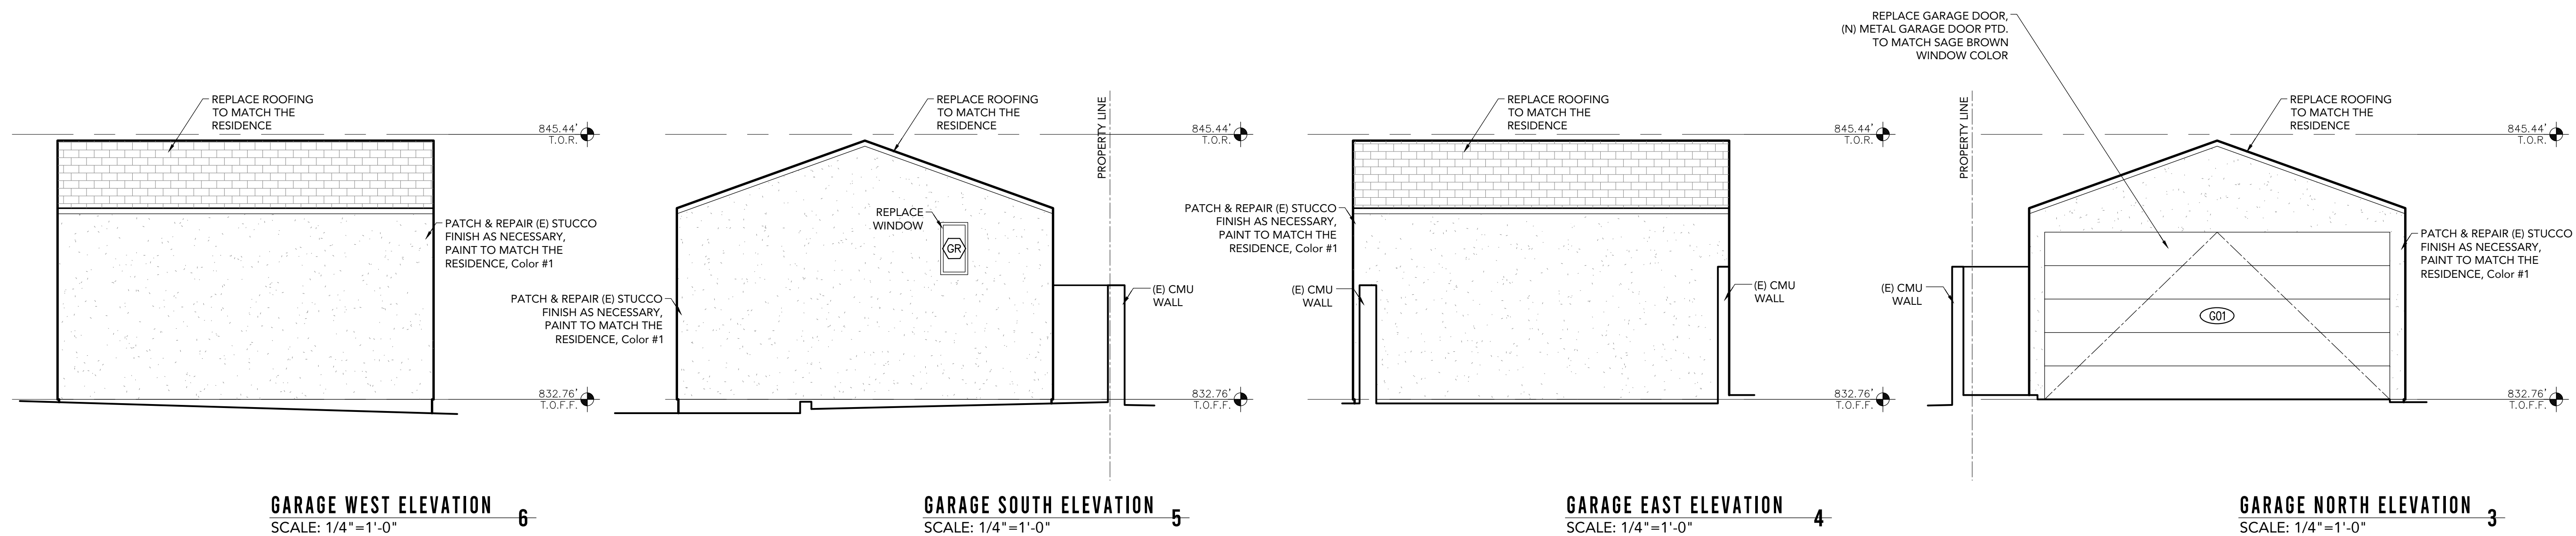 REPLACE ROOFING
TO MATCH THE
RESIDENCE
845.44'
T.O.R.
PATCH & REPAIR (E) STUCCO
FINISH AS NECESSARY,
PAINT TO MATCH THE
RESIDENCE, Color #1
832.76'
T.O.F.F.
GARAGE WEST ELEVATION
SCALE: 1/4"=1'-0"
6
REPLACE ROOFING
TO MATCH THE
RESIDENCE
PROPERTY LINE
845.44'
T.O.R.
REPLACE
WINDOW
GR
PATCH & REPAIR (E) STUCCO
FINISH AS NECESSARY,
PAINT TO MATCH THE
RESIDENCE, Color #1
(E) CMU
WALL
832.76'
T.O.F.F.
GARAGE SOUTH ELEVATION
SCALE: 1/4"=1'-0"
5
REPLACE ROOFING
TO MATCH THE
RESIDENCE
845.44'
T.O.R.
PATCH & REPAIR (E) STUCCO
FINISH AS NECESSARY,
PAINT TO MATCH THE
RESIDENCE, Color #1
(E) CMU
WALL
(E) CMU
WALL
832.76'
T.O.F.F.
GARAGE EAST ELEVATION
SCALE: 1/4"=1'-0"
4
REPLACE GARAGE DOOR,
(N) METAL GARAGE DOOR PTD.
TO MATCH SAGE BROWN
WINDOW COLOR
PROPERTY LINE
REPLACE ROOFING
TO MATCH THE
RESIDENCE
845.44'
T.O.R.
PATCH & REPAIR (E) STUCCO
FINISH AS NECESSARY,
PAINT TO MATCH THE
RESIDENCE, Color #1
(E) CMU
WALL
G01
832.76'
T.O.F.F.
GARAGE NORTH ELEVATION
SCALE: 1/4"=1'-0"
3